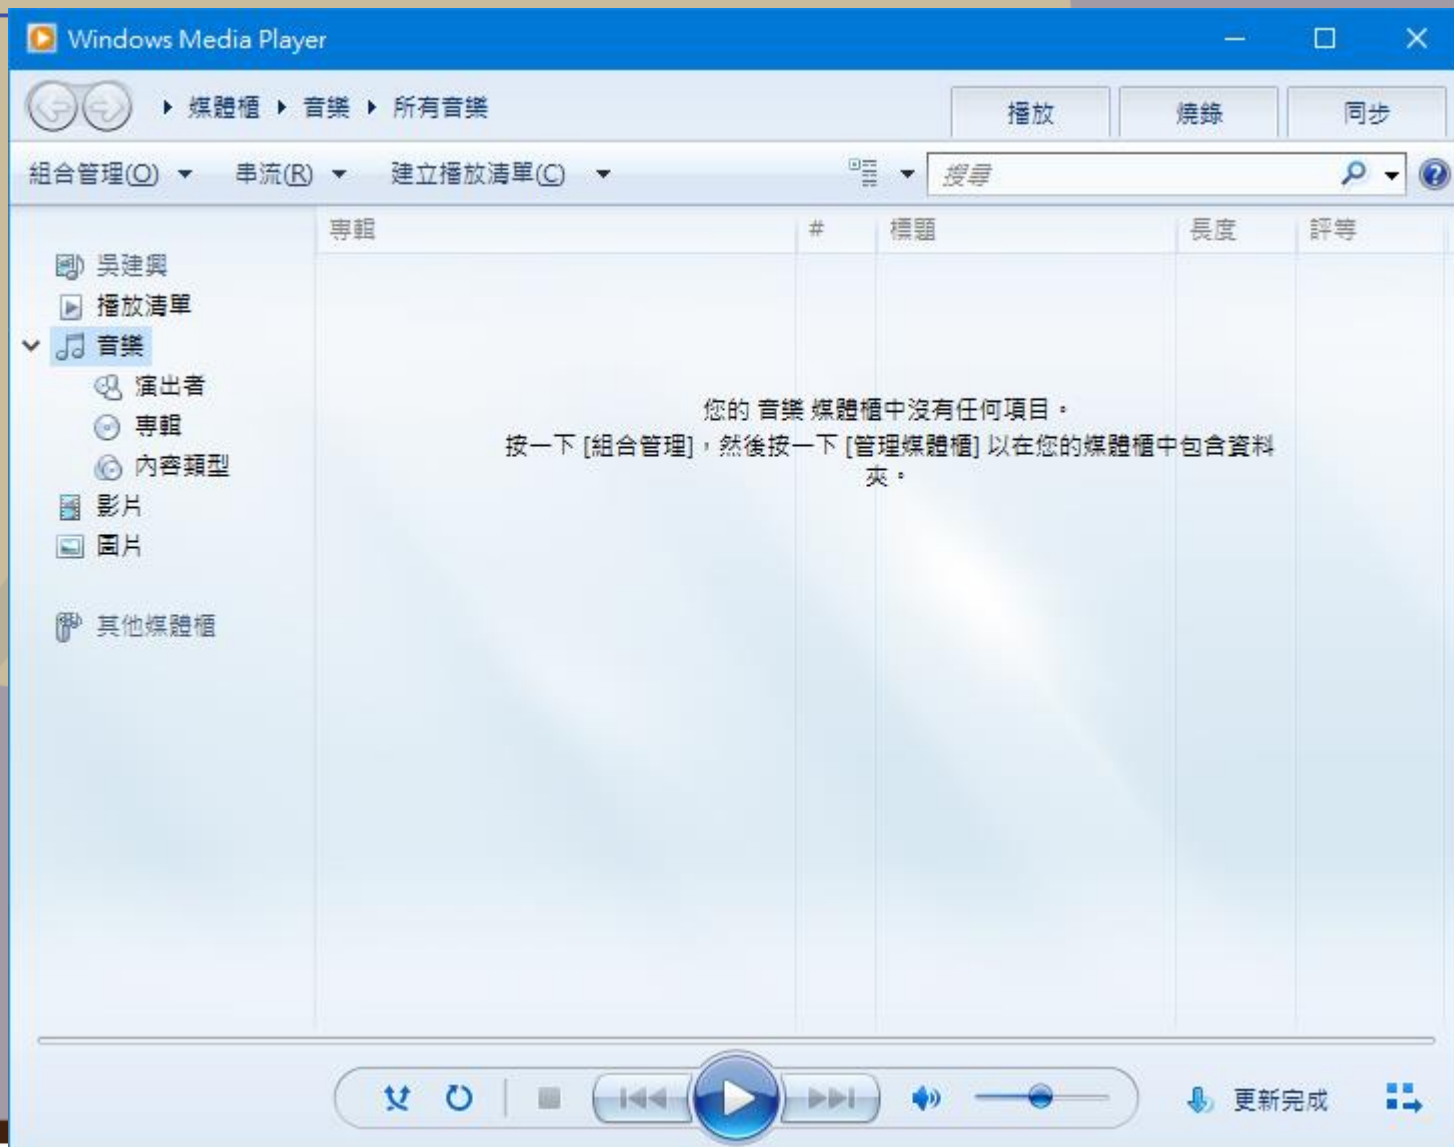 Windows Media Player
媒體櫃 音樂 所有音樂
播放 燒錄 同步
組合管理(O) 串流(R) 建立播放清單(C) 搜尋
專輯 # 標題 長度 評等
吳建興
播放清單
音樂
演出者
專輯
內容類型
影片
圖片
其他媒體櫃
您的 音樂 媒體櫃中沒有任何項目。
按一下 [組合管理],然後按一下 [管理媒體櫃] 以在您的媒體櫃中包含資料
夾。
更新完成